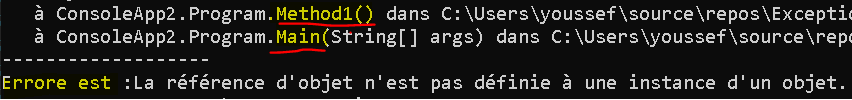 à ConsoleApp2.Program.Method1() dans C:\Users\youssef\source\repos\Excepti
à ConsoleApp2.Program.Main(String[] args) dans C:\Users\youssef\source\repo
-------------------
Errore est :La référence d'objet n'est pas définie à une instance d'un objet.